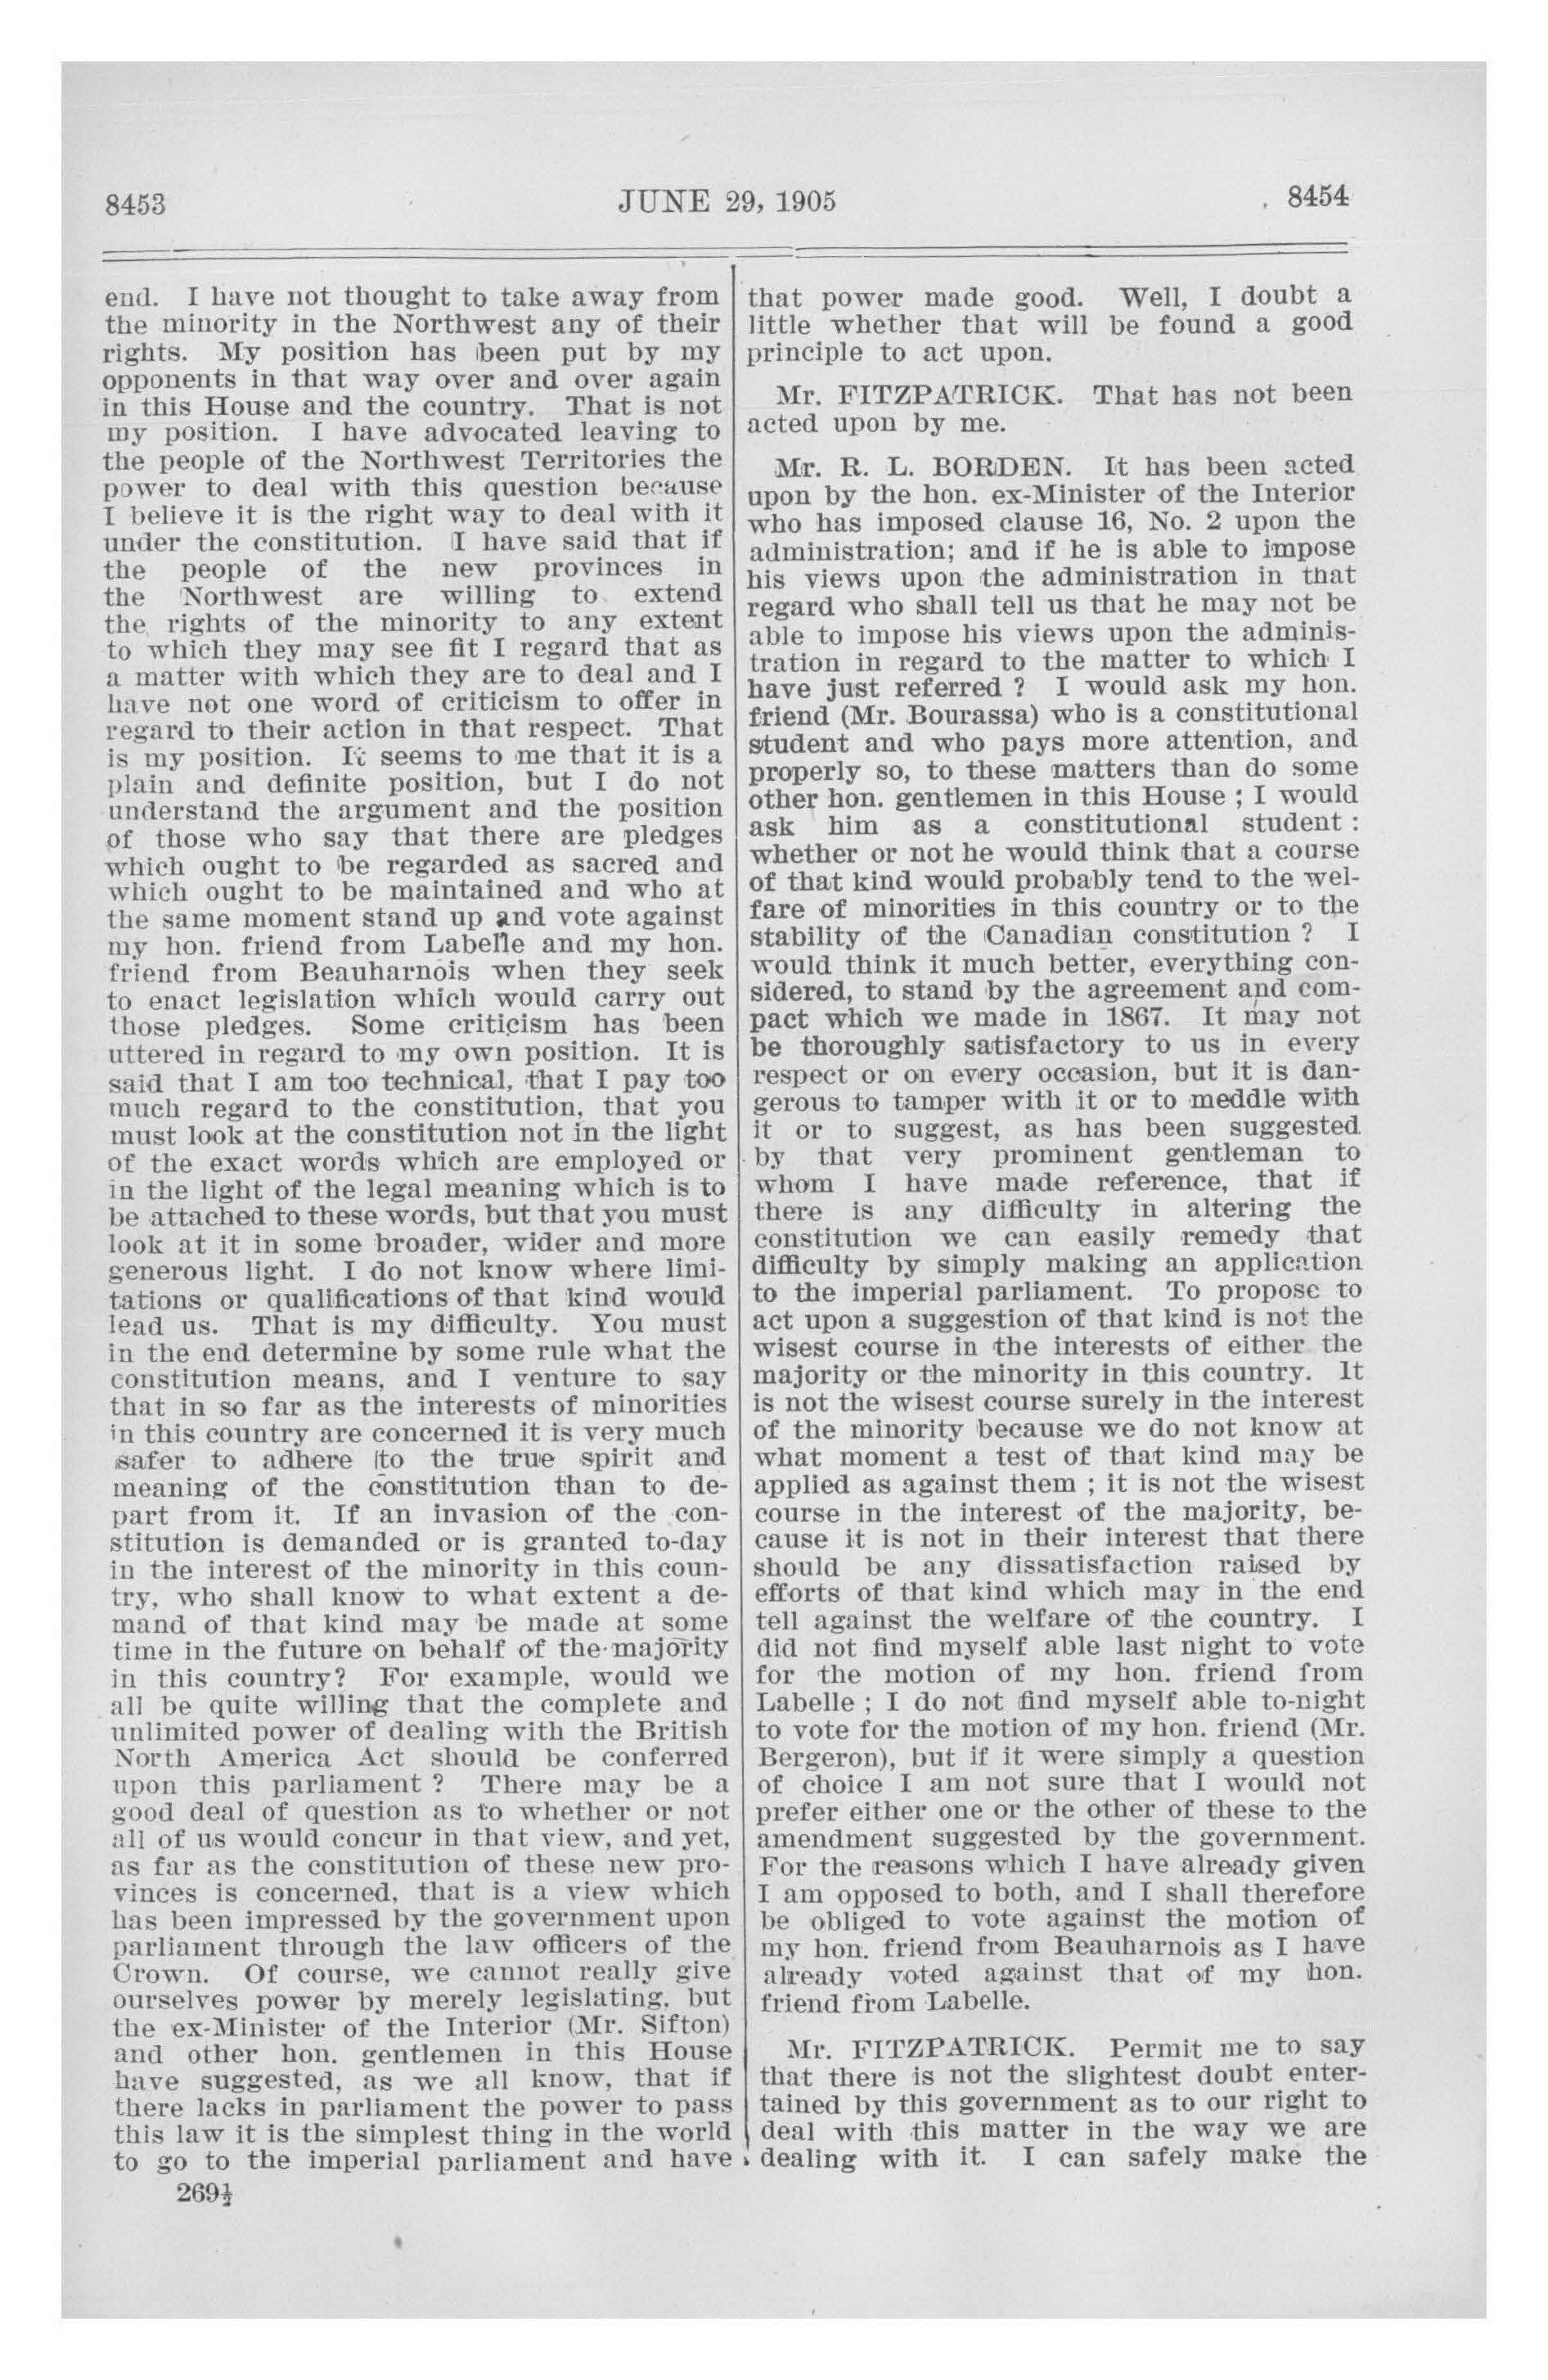 8453
JUNE 29, 1905
8454
end. I have not thought to take away from
the minority in the Northwest any of their
rights. My position has been put by my
opponents in that way over and over again
in this House and the country. That is not
my position. I have advocated leaving to
the people of the Northwest Territories the
power to deal with this question because
I believe it is the right way to deal with it
under the constitution. I have said that if
the people of the new provinces in
the Northwest are willing to extend
the rights of the minority to any extent
to which they may see fit I regard that as
a matter with which they are to deal and I
have not one word of criticism to offer in
regard to their action in that respect. That
is my position. It seems to me that it is a
plain and definite position, but I do not
understand the argument and the position
of those who say that there are pledges
which ought to be regarded as sacred and
which ought to be maintained and who at
the same moment stand up and vote against
my hon. friend from Labelle and my hon.
friend from Beauharnois when they seek
to enact legislation which would carry out
those pledges. Some criticism has been
uttered in regard to my own position. It is
said that I am too technical, that I pay too
much regard to the constitution, that you
must look at the constitution not in the light
of the exact words which are employed or
in the light of the legal meaning which is to
be attached to these words, but that you must
look at it in some broader, wider and more
generous light. I do not know where limi-
tations or qualifications of that kind would
lead us. That is my difficulty. You must
in the end determine by some rule what the
constitution means, and I venture to say
that in so far as the interests of minorities
in this country are concerned it is very much
safer to adhere to the true spirit and
meaning of the constitution than to de-
part from it. If an invasion of the con-
stitution is demanded or is granted to-day
in the interest of the minority in this coun-
try, who shall know to what extent a de-
mand of that kind may be made at some
time in the future on behalf of the majority
in this country? For example, would we
all be quite willing that the complete and
unlimited power of dealing with the British
North America Act should be conferred
upon this parliament ? There may be a
good deal of question as to whether or not
all of us would concur in that view, and yet,
as far as the constitution of these new pro-
vinces is concerned, that is a view which
has been impressed by the government upon
parliament through the law officers of the
Crown. Of course, we cannot really give
ourselves power by merely legislating, but
the ex-Minister of the Interior (Mr. Sifton)
and other hon. gentlemen in this House
have suggested, as we all know, that if
there lacks in parliament the power to pass
this law it is the simplest thing in the world
to go to the imperial parliament and have
269½
that power made good. Well, I doubt a
little whether that will be found a good
principle to act upon.
Mr. FITZPATRICK. That has not been
acted upon by me.
Mr. R. L. BORDEN. It has been acted
upon by the hon. ex-Minister of the Interior
who has imposed clause 16, No. 2 upon the
administration; and if he is able to impose
his views upon the administration in that
regard who shall tell us that he may not be
able to impose his views upon the adminis-
tration in regard to the matter to which I
have just referred ? I would ask my hon.
friend (Mr. Bourassa) who is a constitutional
student and who pays more attention, and
properly so, to these matters than do some
other hon. gentlemen in this House ; I would
ask him as a constitutional student :
whether or not he would think that a course
of that kind would probably tend to the wel-
fare of minorities in this country or to the
stability of the Canadian constitution ? I
would think it much better, everything con-
sidered, to stand by the agreement and com-
pact which we made in 1867. It may not
be thoroughly satisfactory to us in every
respect or on every occasion, but it is dan-
gerous to tamper with it or to meddle with
it or to suggest, as has been suggested
by that very prominent gentleman to
whom I have made reference, that if
there is any difficulty in altering the
constitution we can easily remedy that
difficulty by simply making an application
to the imperial parliament. To propose to
act upon a suggestion of that kind is not the
wisest course in the interests of either the
majority or the minority in this country. It
is not the wisest course surely in the interest
of the minority because we do not know at
what moment a test of that kind may be
applied as against them ; it is not the wisest
course in the interest of the majority, be-
cause it is not in their interest that there
should be any dissatisfaction raised by
efforts of that kind which may in the end
tell against the welfare of the country. I
did not find myself able last night to vote
for the motion of my hon. friend from
Labelle ; I do not find myself able to-night
to vote for the motion of my hon. friend (Mr.
Bergeron), but if it were simply a question
of choice I am not sure that I would not
prefer either one or the other of these to the
amendment suggested by the government.
For the reasons which I have already given
I am opposed to both, and I shall therefore
be obliged to vote against the motion of
my hon. friend from Beauharnois as I have
already voted against that of my hon.
friend from Labelle.
Mr. FITZPATRICK. Permit me to say
that there is not the slightest doubt enter-
tained by this government as to our right to
deal with this matter in the way we are
dealing with it. I can safely make the